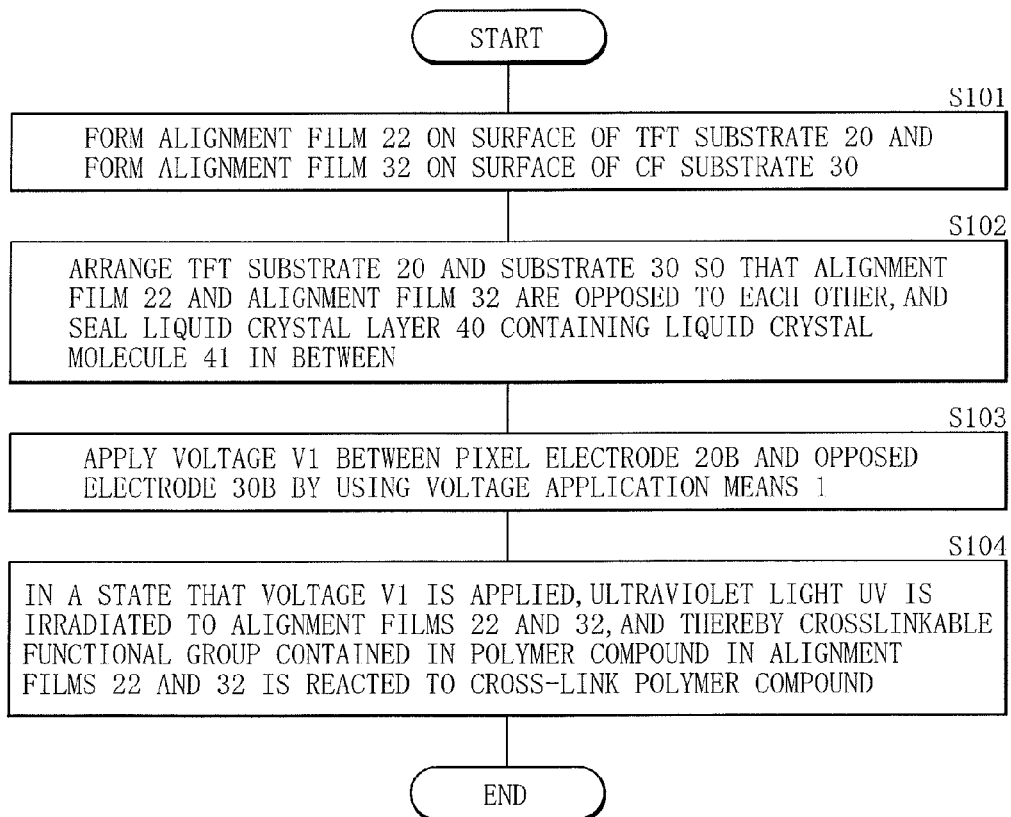 START
S101
FORM ALIGNMENT FILM 22 ON SURFACE OF TFT SUBSTRATE 20 AND
FORM ALIGNMENT FILM 32 ON SURFACE OF CF SUBSTRATE 30
S102
ARRANGE TFT SUBSTRATE 20 AND SUBSTRATE 30 SO THAT ALIGNMENT
FILM 22 AND ALIGNMENT FILM 32 ARE OPPOSED TO EACH OTHER, AND
SEAL LIQUID CRYSTAL LAYER 40 CONTAINING LIQUID CRYSTAL
MOLECULE 41 IN BETWEEN
S103
APPLY VOLTAGE V1 BETWEEN PIXEL ELECTRODE 20B AND OPPOSED
ELECTRODE 30B BY USING VOLTAGE APPLICATION MEANS 1
S104
IN A STATE THAT VOLTAGE V1 IS APPLIED, ULTRAVIOLET LIGHT UV IS
IRRADIATED TO ALIGNMENT FILMS 22 AND 32, AND THEREBY CROSSLINKABLE
FUNCTIONAL GROUP CONTAINED IN POLYMER COMPOUND IN ALIGNMENT
FILMS 22 AND 32 IS REACTED TO CROSS-LINK POLYMER COMPOUND
END